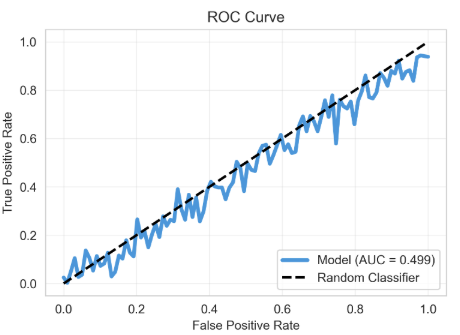 ROC Curve
1.0
0.8
0.6
0.4
0.2
0.0
True Positive Rate
Model (AUC = 0.499)
Random Classifier
0.0 0.2 0.4 0.6 0.8 1.0
False Positive Rate